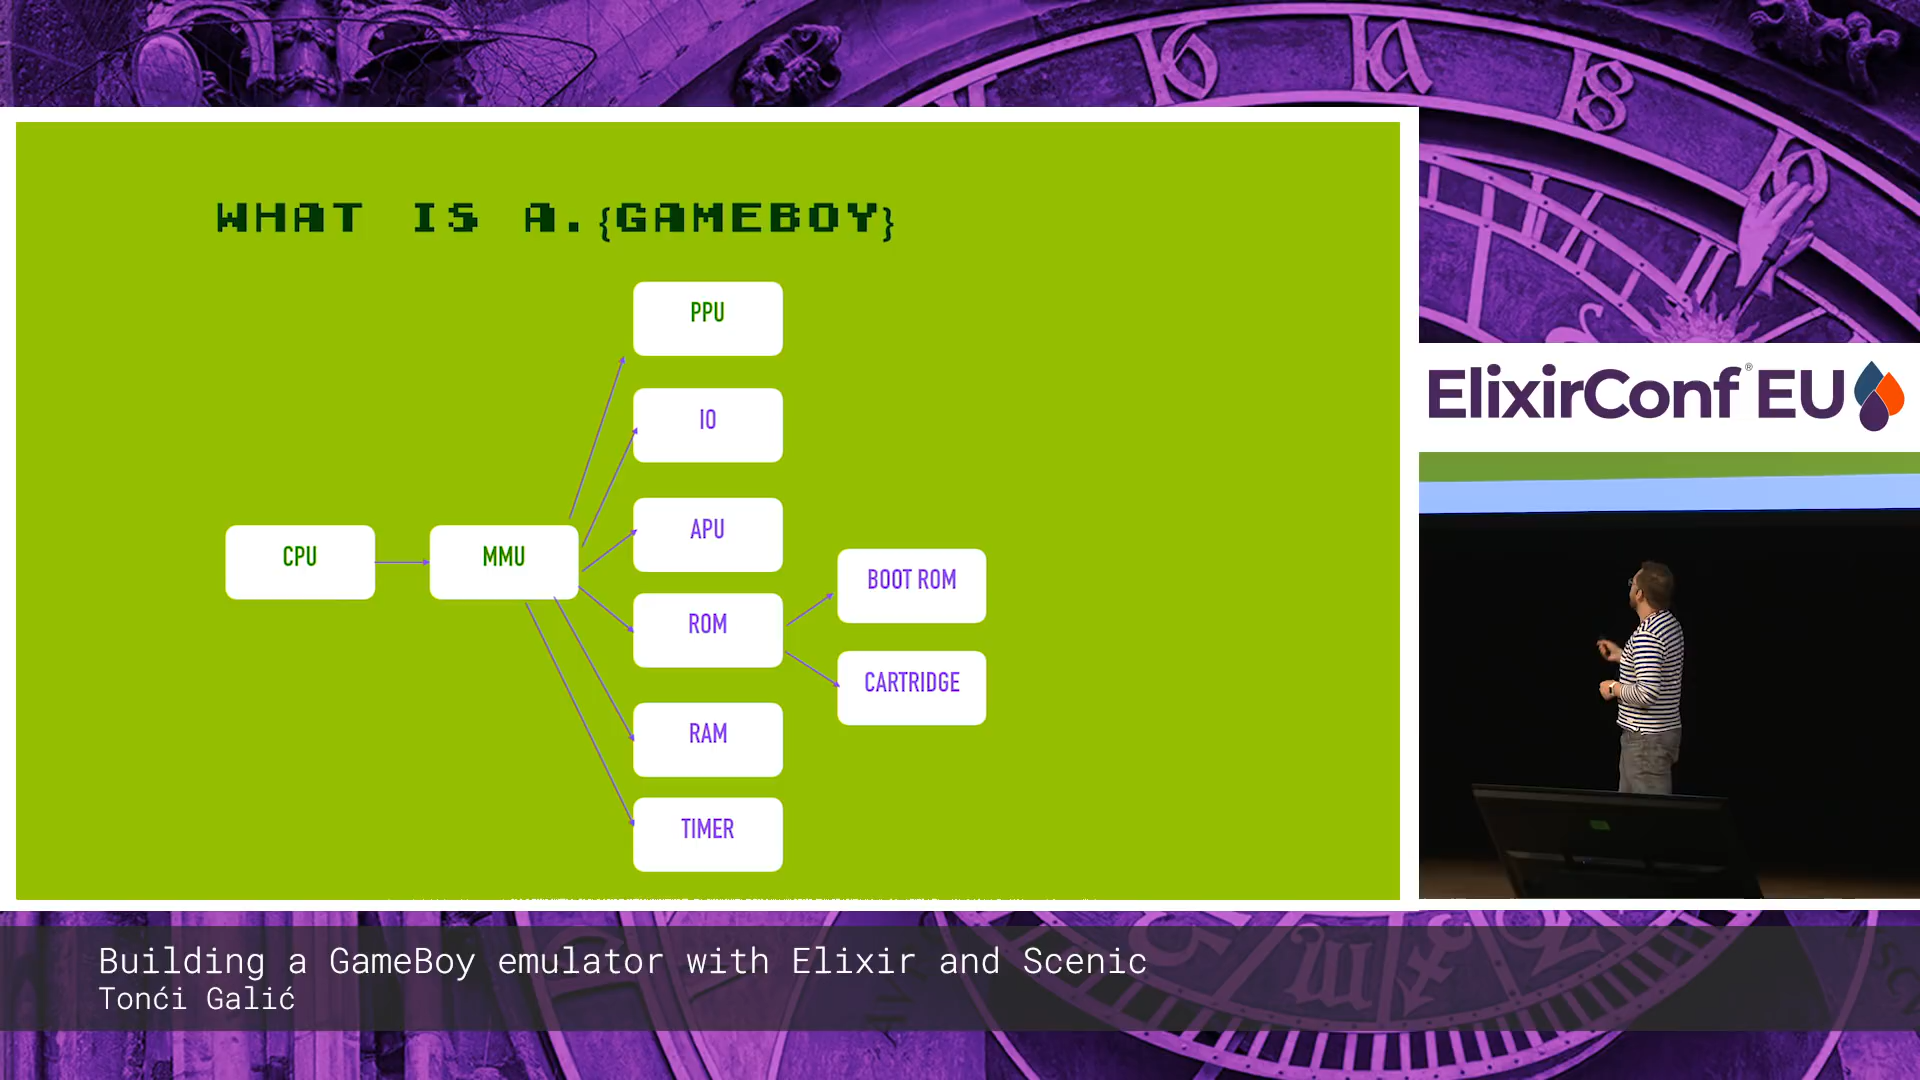 WHAT IS A.{GAMEBOY}
PPU
IO
CPU
MMU
APU
ROM
BOOT ROM
CARTRIDGE
RAM
TIMER
ElixirConf® EU
Building a GameBoy emulator with Elixir and Scenic
Tonći Galić